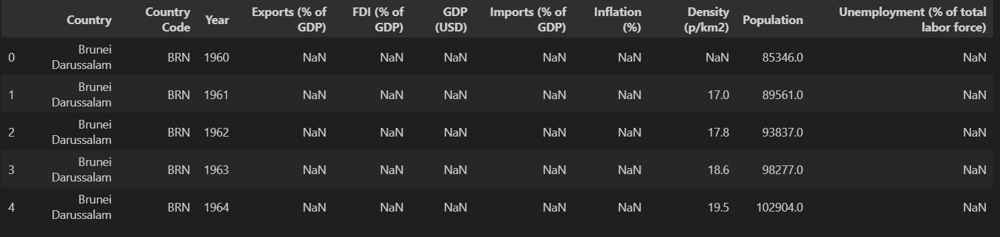 Country Country Code Year Exports (% of GDP) FDI (% of GDP) GDP (USD) Imports (% of GDP) Inflation (%) Density (p/km2) Population Unemployment (% of total labor force)
0 Brunei Darussalam BRN 1960 NaN NaN NaN NaN NaN NaN 85346.0 NaN
1 Brunei Darussalam BRN 1961 NaN NaN NaN NaN NaN 17.0 89561.0 NaN
2 Brunei Darussalam BRN 1962 NaN NaN NaN NaN NaN 17.8 93837.0 NaN
3 Brunei Darussalam BRN 1963 NaN NaN NaN NaN NaN 18.6 98277.0 NaN
4 Brunei Darussalam BRN 1964 NaN NaN NaN NaN NaN 19.5 102904.0 NaN